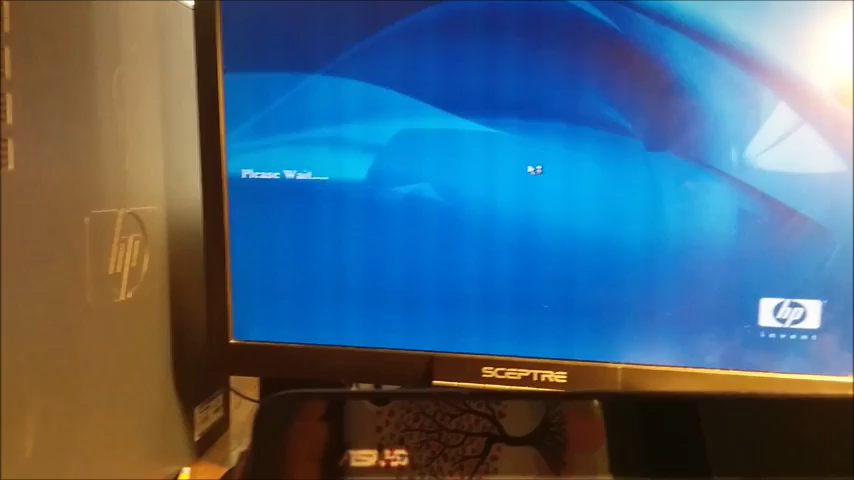 Please Wait....
hp
hp
invent
SCEPTRE